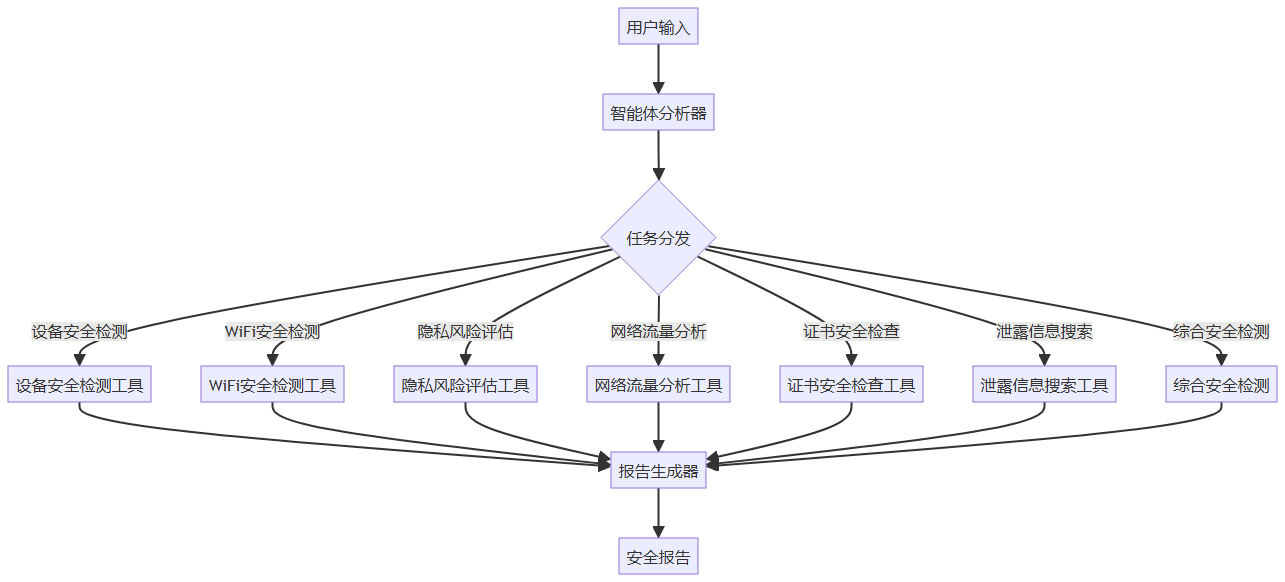 用户输入
智能体分析器
任务分发
设备安全检测
WiFi安全检测
隐私风险评估
网络流量分析
证书安全检查
泄露信息搜索
综合安全检测
设备安全检测工具
WiFi安全检测工具
隐私风险评估工具
网络流量分析工具
证书安全检查工具
泄露信息搜索工具
综合安全检测
报告生成器
安全报告